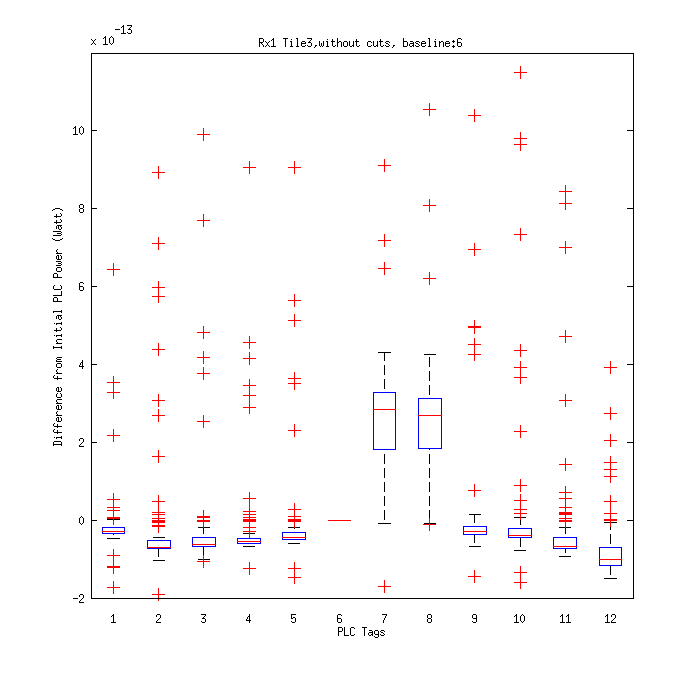 x 10-13
Rx1 Tile3,without cuts, baseline:6
Difference from Initial PLC Power (Watt)
10
8
6
4
2
0
-2
1 2 3 4 5 6 7 8 9 10 11 12
PLC Tags